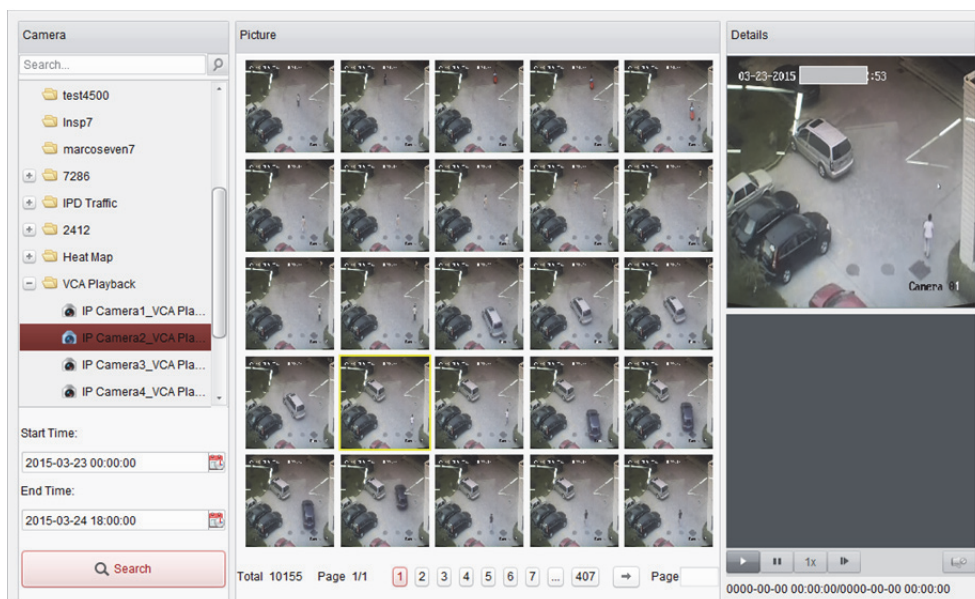 Camera
Search...
test4500
Insp7
marcoseven7
7286
IPD Traffic
2412
Heat Map
VCA Playback
IP Camera1_VCA Pla...
IP Camera2_VCA Pla...
IP Camera3_VCA Pla...
IP Camera4_VCA Pla...
Start Time:
2015-03-23 00:00:00
End Time:
2015-03-24 18:00:00
Search
Picture
Total 10155 Page 1/1 1 2 3 4 5 6 7 ... 407 Page
Details
03-23-2015 :53
Camera 01
1x
0000-00-00 00:00:00/0000-00-00 00:00:00